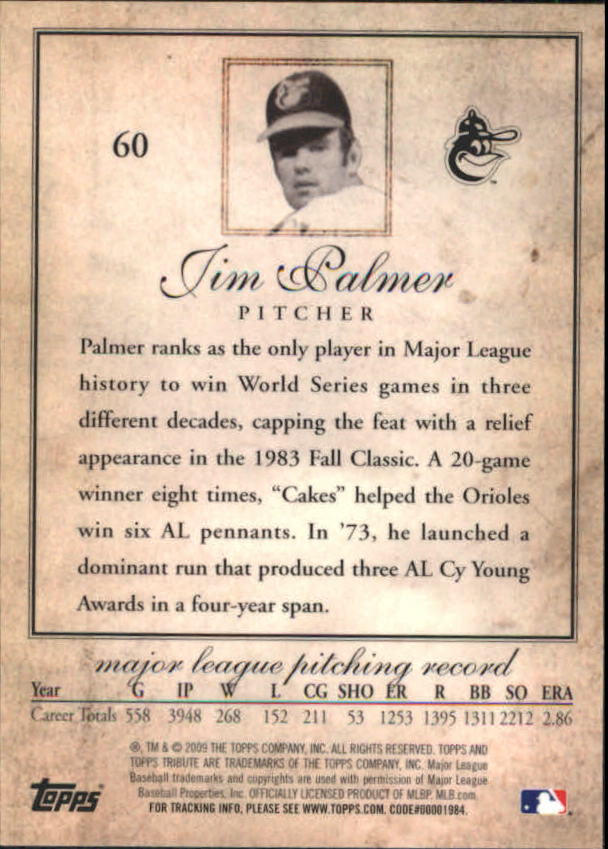 60
Jim Palmer
PITCHER
Palmer ranks as the only player in Major League
history to win World Series games in three
different decades, capping the feat with a relief
appearance in the 1983 Fall Classic. A 20-game
winner eight times, “Cakes” helped the Orioles
win six AL pennants. In ’73, he launched a
dominant run that produced three AL Cy Young
Awards in a four-year span.
major league pitching record
Year G IP W L CG SHO ER R BB SO ERA
Career Totals 558 3948 268 152 211 53 1253 1395 1311 2212 2.86
®, TM & © 2009 THE TOPPS COMPANY, INC. ALL RIGHTS RESERVED. TOPPS AND
TOPPS TRIBUTE ARE TRADEMARKS OF THE TOPPS COMPANY, INC. Major League
Baseball trademarks and copyrights are used with permission of Major League
Baseball Properties, Inc. OFFICIALLY LICENSED PRODUCT OF MLBP. MLB.com
FOR TRACKING INFO, PLEASE SEE WWW.TOPPS.COM. CODE#00001984.
Topps